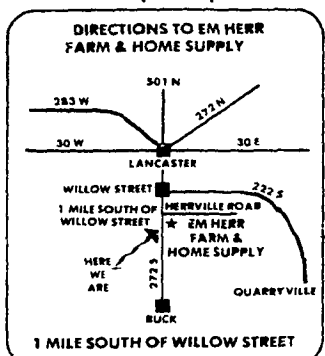 DIRECTIONS TO EM HERR
FARM & HOME SUPPLY
501 N
283 W
272 N
30 W
30 E
LANCASTER
WILLOW STREET
222 S
1 MILE SOUTH OF
WILLOW STREET
HERRVILLE ROAD
★ EM HERR
FARM &
HOME SUPPLY
HERE
WE
ARE
272 S
QUARRYVILLE
BUCK
1 MILE SOUTH OF WILLOW STREET